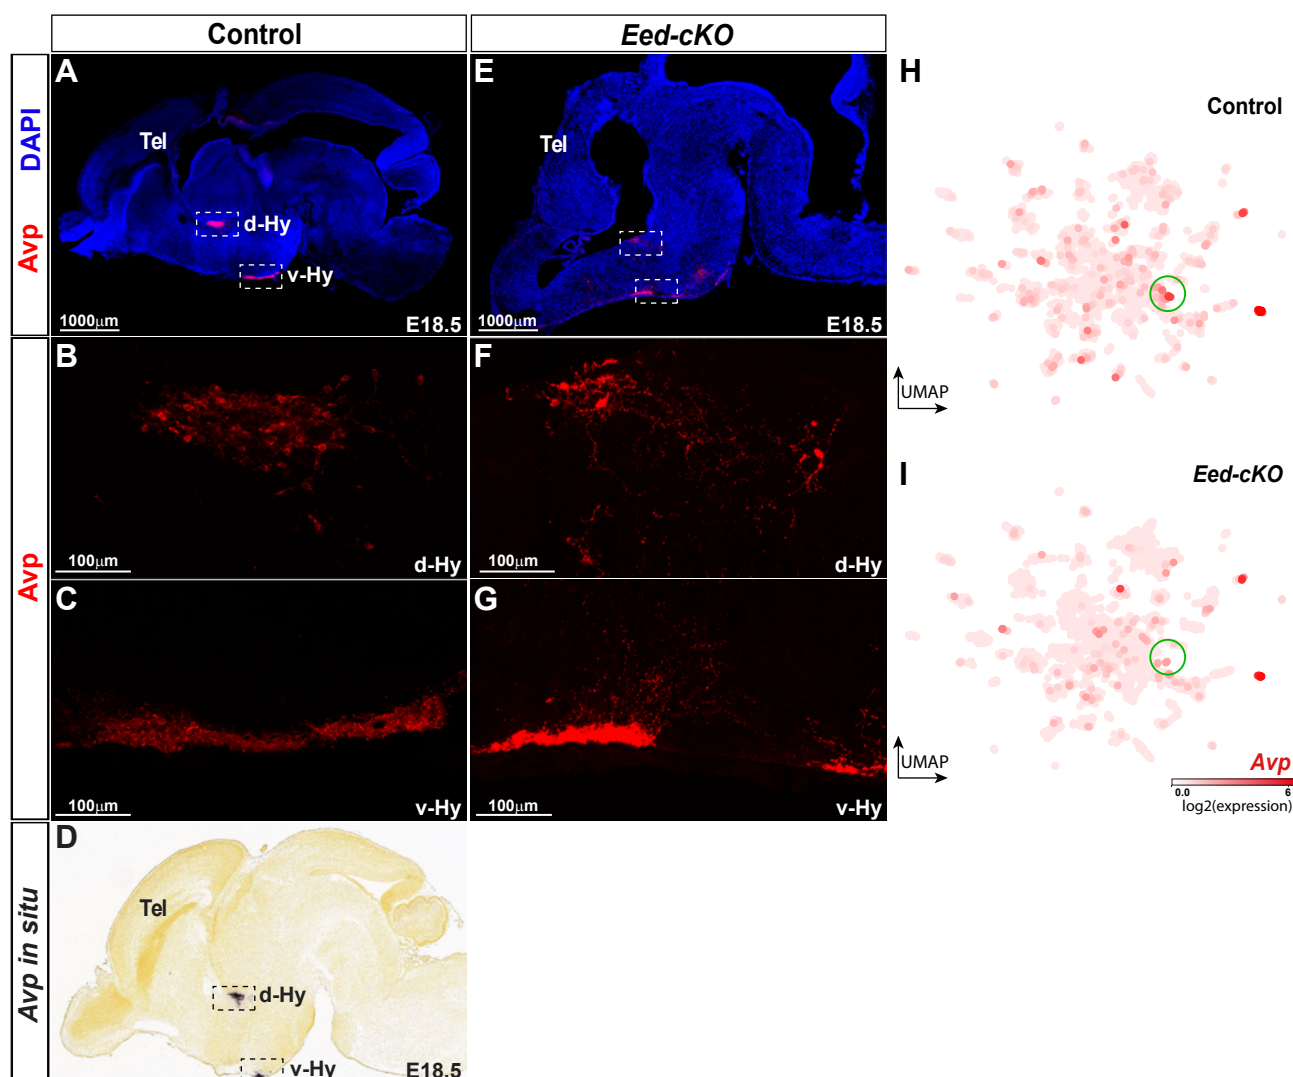 Control
Eed-cKO
DAPI
Avp
A
Tel
d-Hy
v-Hy
1000µm
E18.5
E
Tel
1000µm
E18.5
Avp
B
100µm
d-Hy
F
100µm
d-Hy
C
100µm
v-Hy
G
100µm
v-Hy
Avp in situ
D
Tel
d-Hy
v-Hy
E18.5
H
Control
UMAP
I
Eed-cKO
UMAP
Avp
0.0 6
log2(expression)